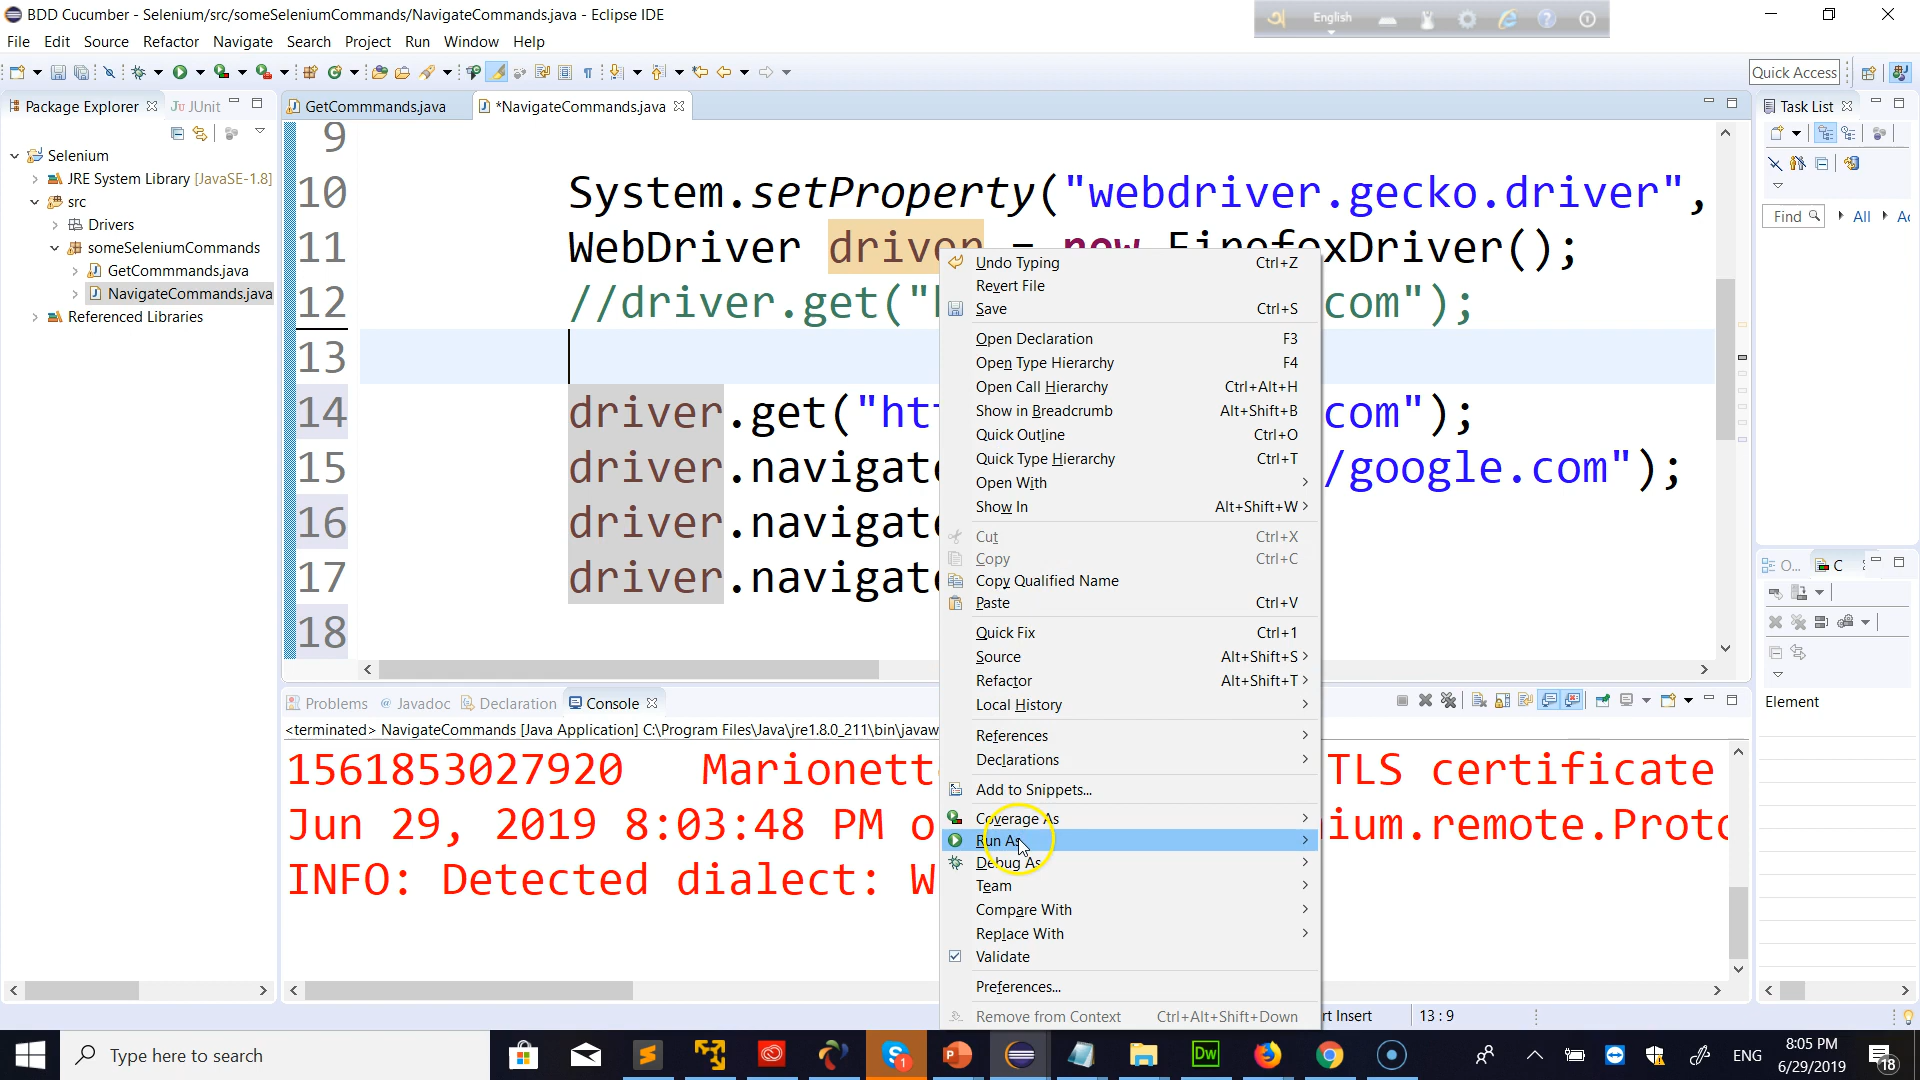 BDD Cucumber - Selenium/src/someSeleniumCommands/NavigateCommands.java - Eclipse IDE
English
File Edit Source Refactor Navigate Search Project Run Window Help
Quick Access
Package Explorer
JUnit
GetCommmands.java
*NavigateCommands.java
Task List
Selenium
JRE System Library [JavaSE-1.8]
src
Drivers
someSeleniumCommands
GetCommmands.java
NavigateCommands.java
Referenced Libraries
9
10 System.setProperty("webdriver.gecko.driver",
11 WebDriver driver = new FirefoxDriver();
12 //driver.get(" com");
13
14 driver.get("htt com");
15 driver.navigate /google.com");
16 driver.navigate
17 driver.navigate
18
Undo Typing Ctrl+Z
Revert File
Save Ctrl+S
Open Declaration F3
Open Type Hierarchy F4
Open Call Hierarchy Ctrl+Alt+H
Show in Breadcrumb Alt+Shift+B
Quick Outline Ctrl+O
Quick Type Hierarchy Ctrl+T
Open With
Show In Alt+Shift+W
Cut Ctrl+X
Copy Ctrl+C
Copy Qualified Name
Paste Ctrl+V
Quick Fix Ctrl+1
Source Alt+Shift+S
Refactor Alt+Shift+T
Local History
References
Declarations
Add to Snippets...
Coverage As
Run As
Debug As
Team
Compare With
Replace With
Validate
Preferences...
Remove from Context Ctrl+Alt+Shift+Down
Find All Ac
O... C
Element
Problems Javadoc Declaration Console
<terminated> NavigateCommands [Java Application] C:\Program Files\Java\jre1.8.0_211\bin\javaw
1561853027920 Marionett TLS certificate
Jun 29, 2019 8:03:48 PM o ium.remote.Proto
INFO: Detected dialect: W
rt Insert 13:9
Type here to search
1
Dw
ENG
8:05 PM
6/29/2019
18